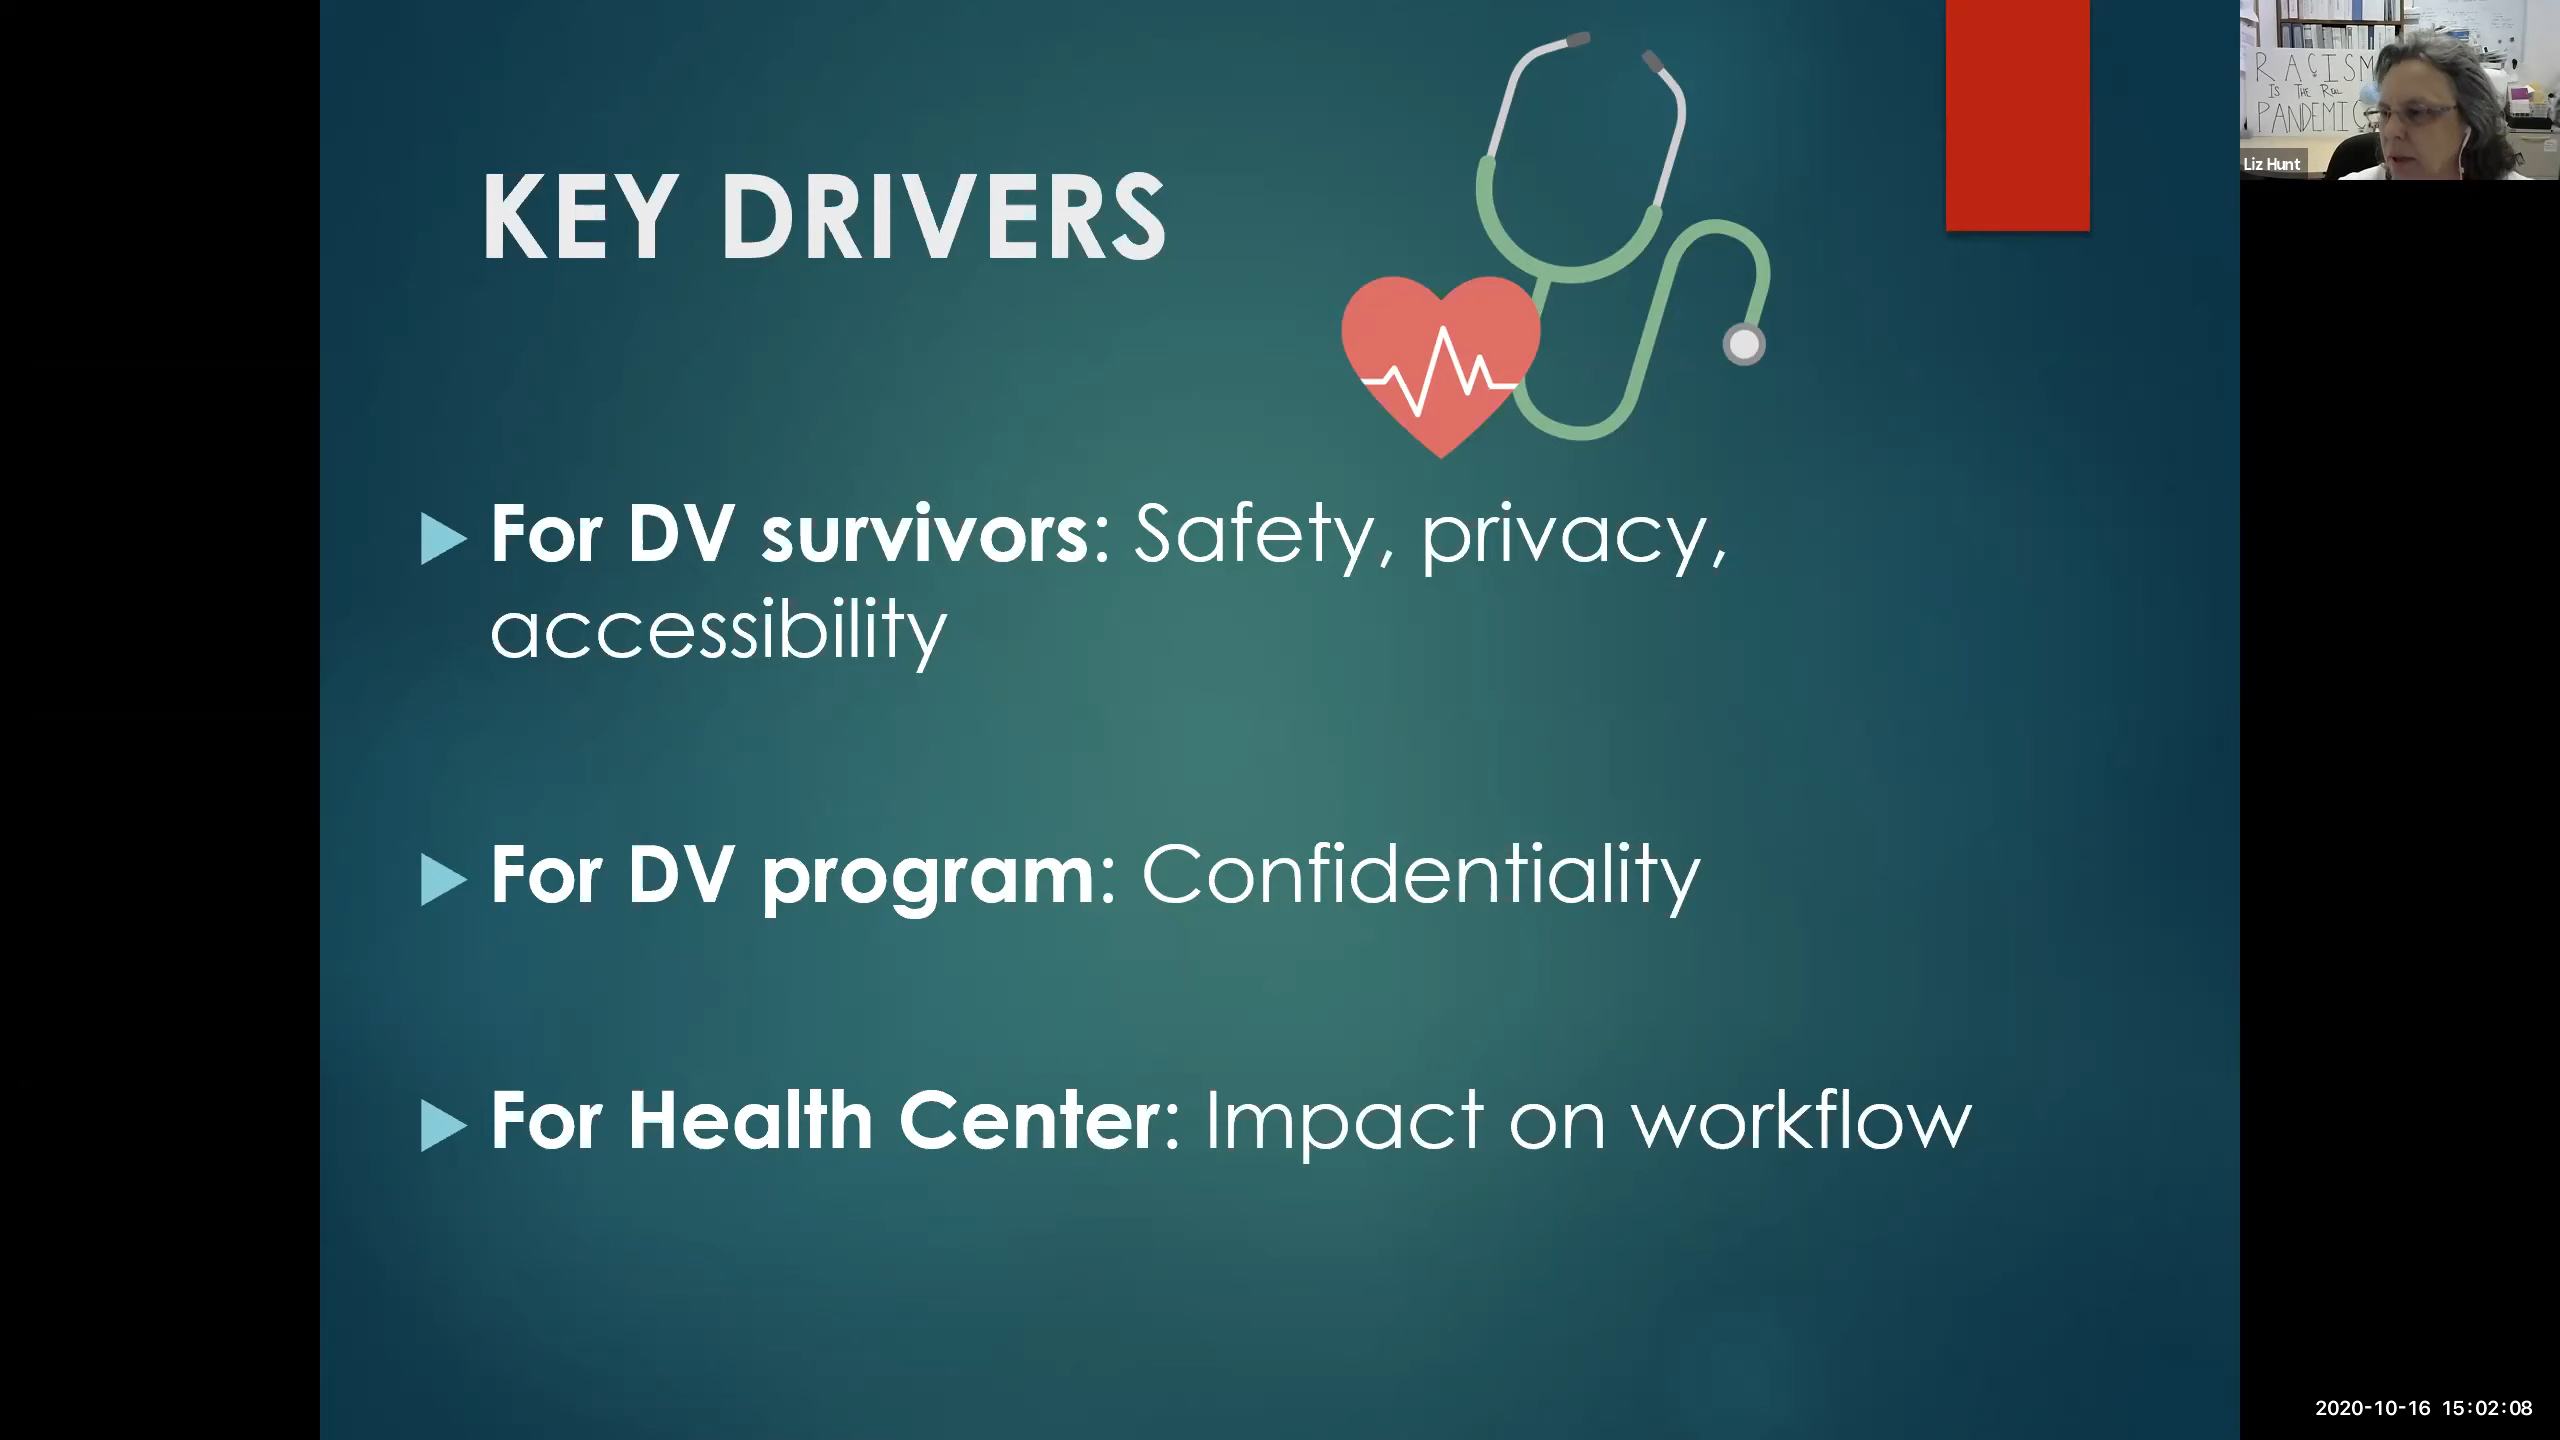 KEY DRIVERS
For DV survivors: Safety, privacy,
accessibility
For DV program: Confidentiality
For Health Center: Impact on workflow
RACISM
IS THE REAL
PANDEMIC
Liz Hunt
2020-10-16 15:02:08